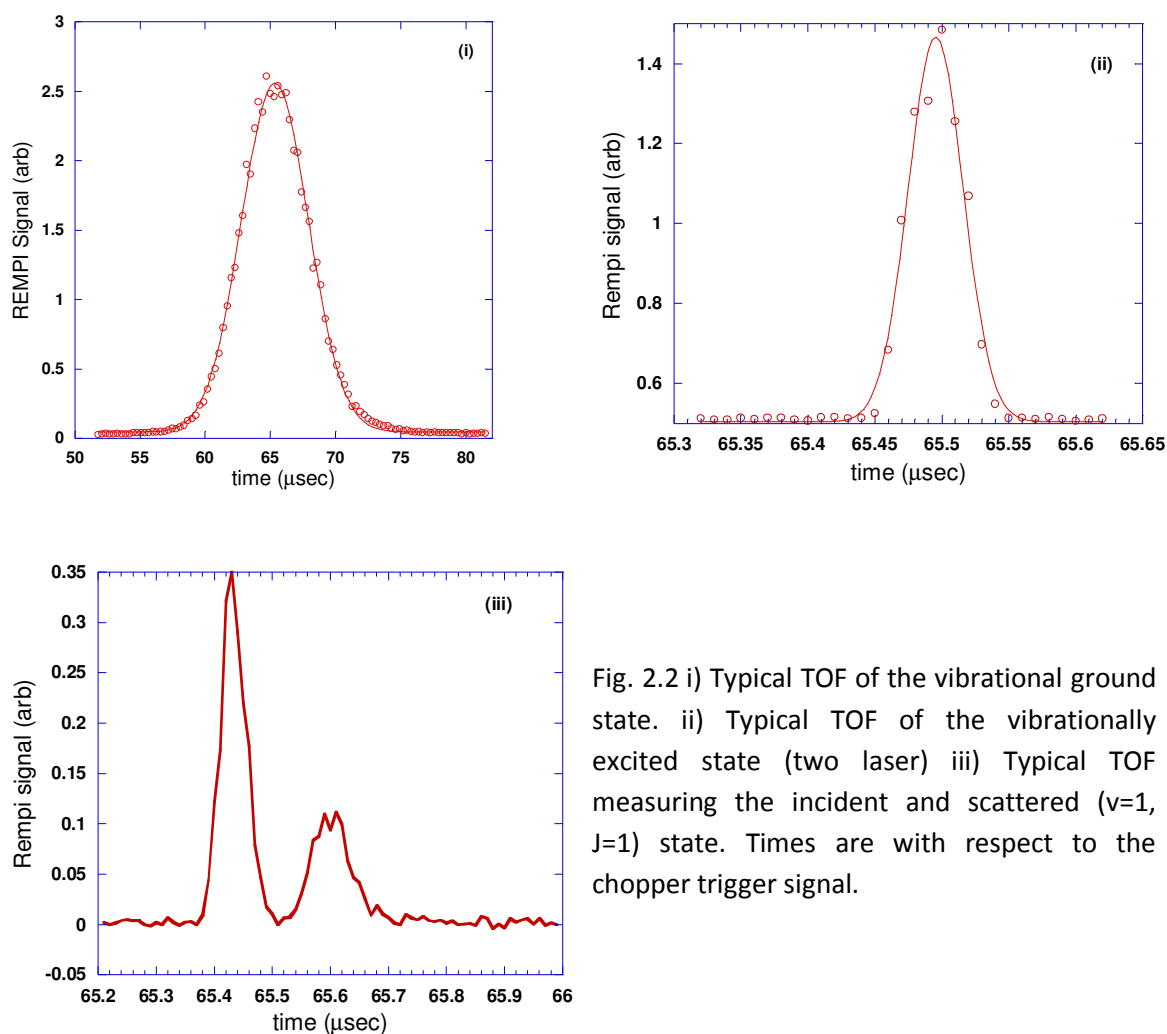 (i)
REMPI Signal (arb)
3
2.5
2
1.5
1
0.5
0
50 55 60 65 70 75 80
time (μsec)
(ii)
Rempi signal (arb)
1.4
1.2
1
0.8
0.6
65.3 65.35 65.4 65.45 65.5 65.55 65.6 65.65
time (μsec)
(iii)
Rempi signal (arb)
0.35
0.3
0.25
0.2
0.15
0.1
0.05
0
-0.05
65.2 65.3 65.4 65.5 65.6 65.7 65.8 65.9 66
time (μsec)
Fig. 2.2 i) Typical TOF of the vibrational ground
state. ii) Typical TOF of the vibrationally
excited state (two laser) iii) Typical TOF
measuring the incident and scattered (v=1,
J=1) state. Times are with respect to the
chopper trigger signal.